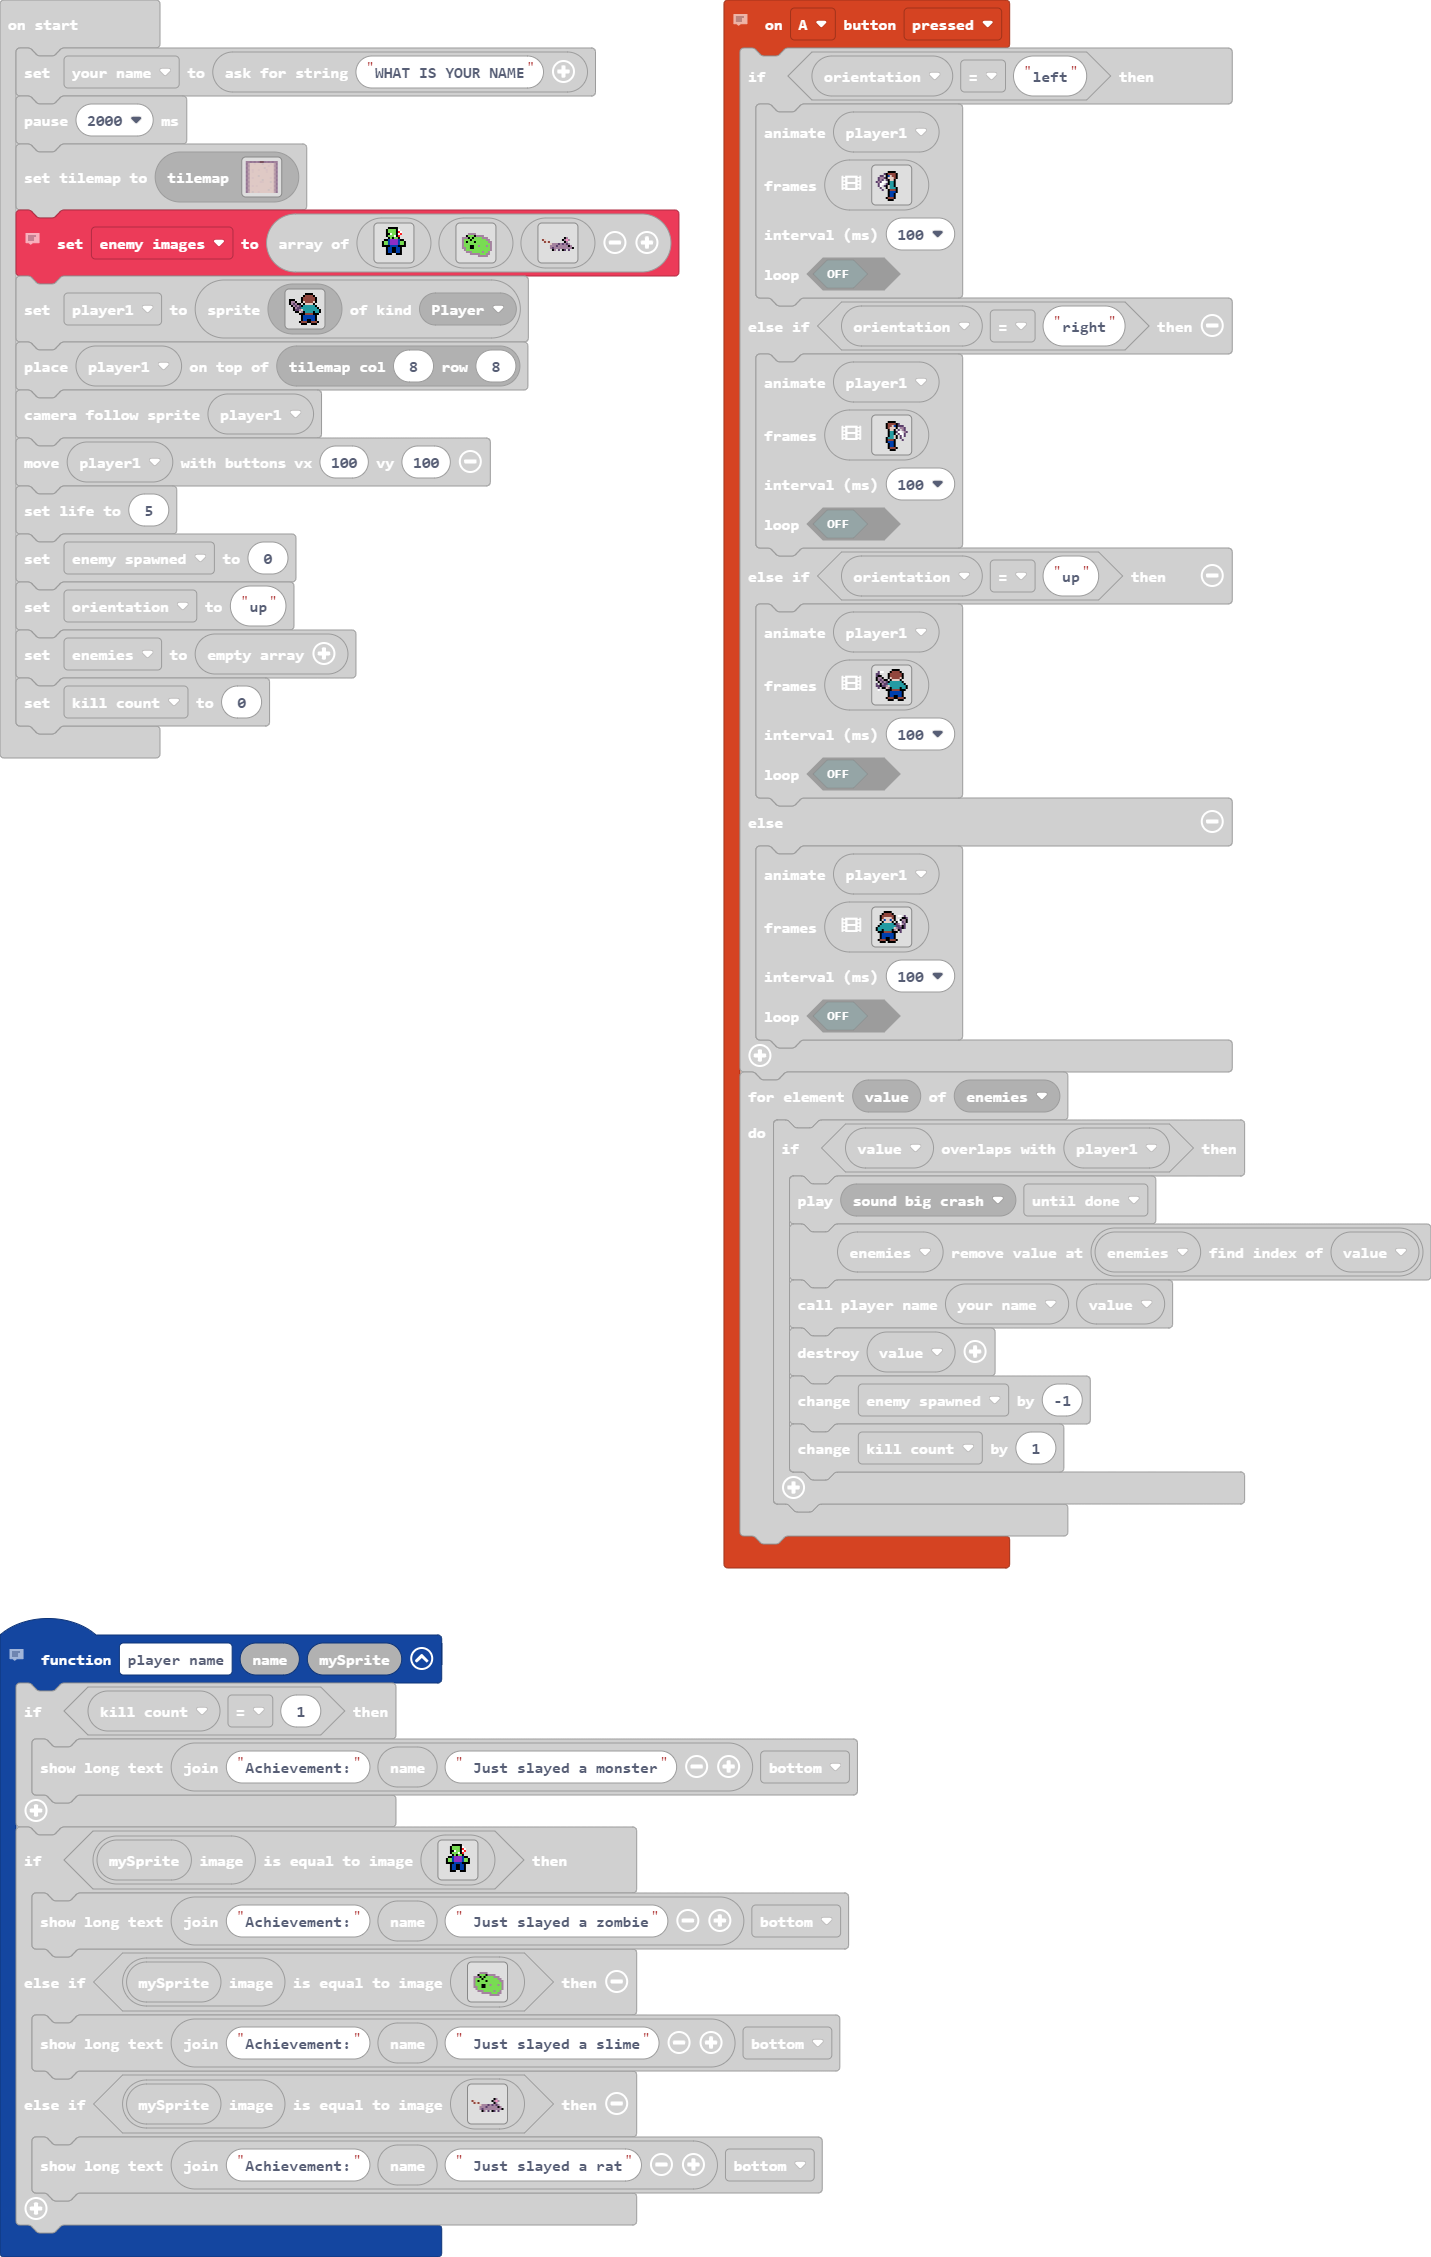 on start
set your name to ask for string "WHAT IS YOUR NAME"
pause 2000 ms
set tilemap to tilemap
set enemy images to array of
set player1 to sprite of kind Player
place player1 on top of tilemap col 8 row 8
camera follow sprite player1
move player1 with buttons vx 100 vy 100
set life to 5
set enemy spawned to 0
set orientation to "up"
set enemies to empty array
set kill count to 0
on A button pressed
if orientation = "left" then
animate player1
frames
interval (ms) 100
loop OFF
else if orientation = "right" then
animate player1
frames
interval (ms) 100
loop OFF
else if orientation = "up" then
animate player1
frames
interval (ms) 100
loop OFF
else
animate player1
frames
interval (ms) 100
loop OFF
for element value of enemies
do
if value overlaps with player1 then
play sound big crash until done
enemies remove value at enemies find index of value
call player name your name value
destroy value
change enemy spawned by -1
change kill count by 1
function player name name mySprite
if kill count = 1 then
show long text join "Achievement:" name " Just slayed a monster" bottom
if mySprite image is equal to image then
show long text join "Achievement:" name " Just slayed a zombie" bottom
else if mySprite image is equal to image then
show long text join "Achievement:" name " Just slayed a slime" bottom
else if mySprite image is equal to image then
show long text join "Achievement:" name " Just slayed a rat" bottom